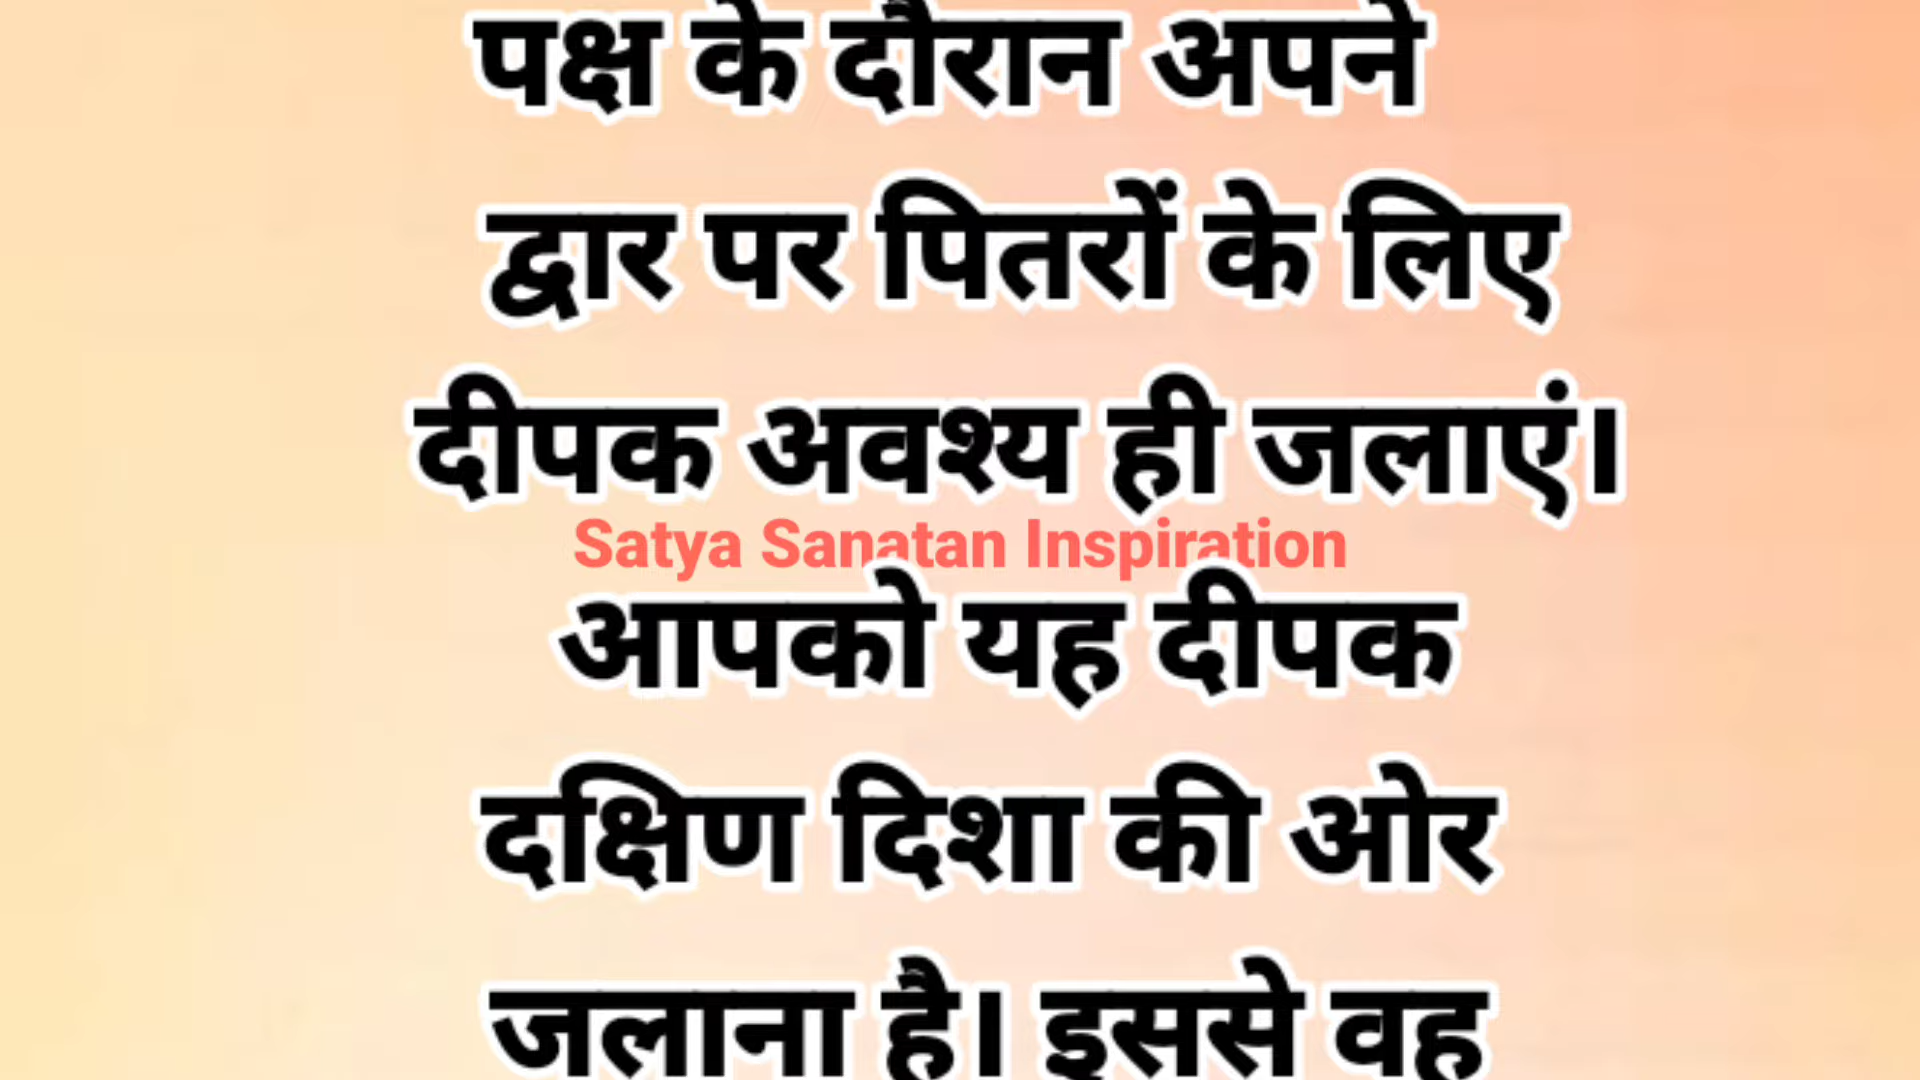 पक्ष के दौरान अपने
द्वार पर पितरों के लिए
दीपक अवश्य ही जलाएं।
Satya Sanatan Inspiration
आपको यह दीपक
दक्षिण दिशा की ओर
जलाना है। इससे वह